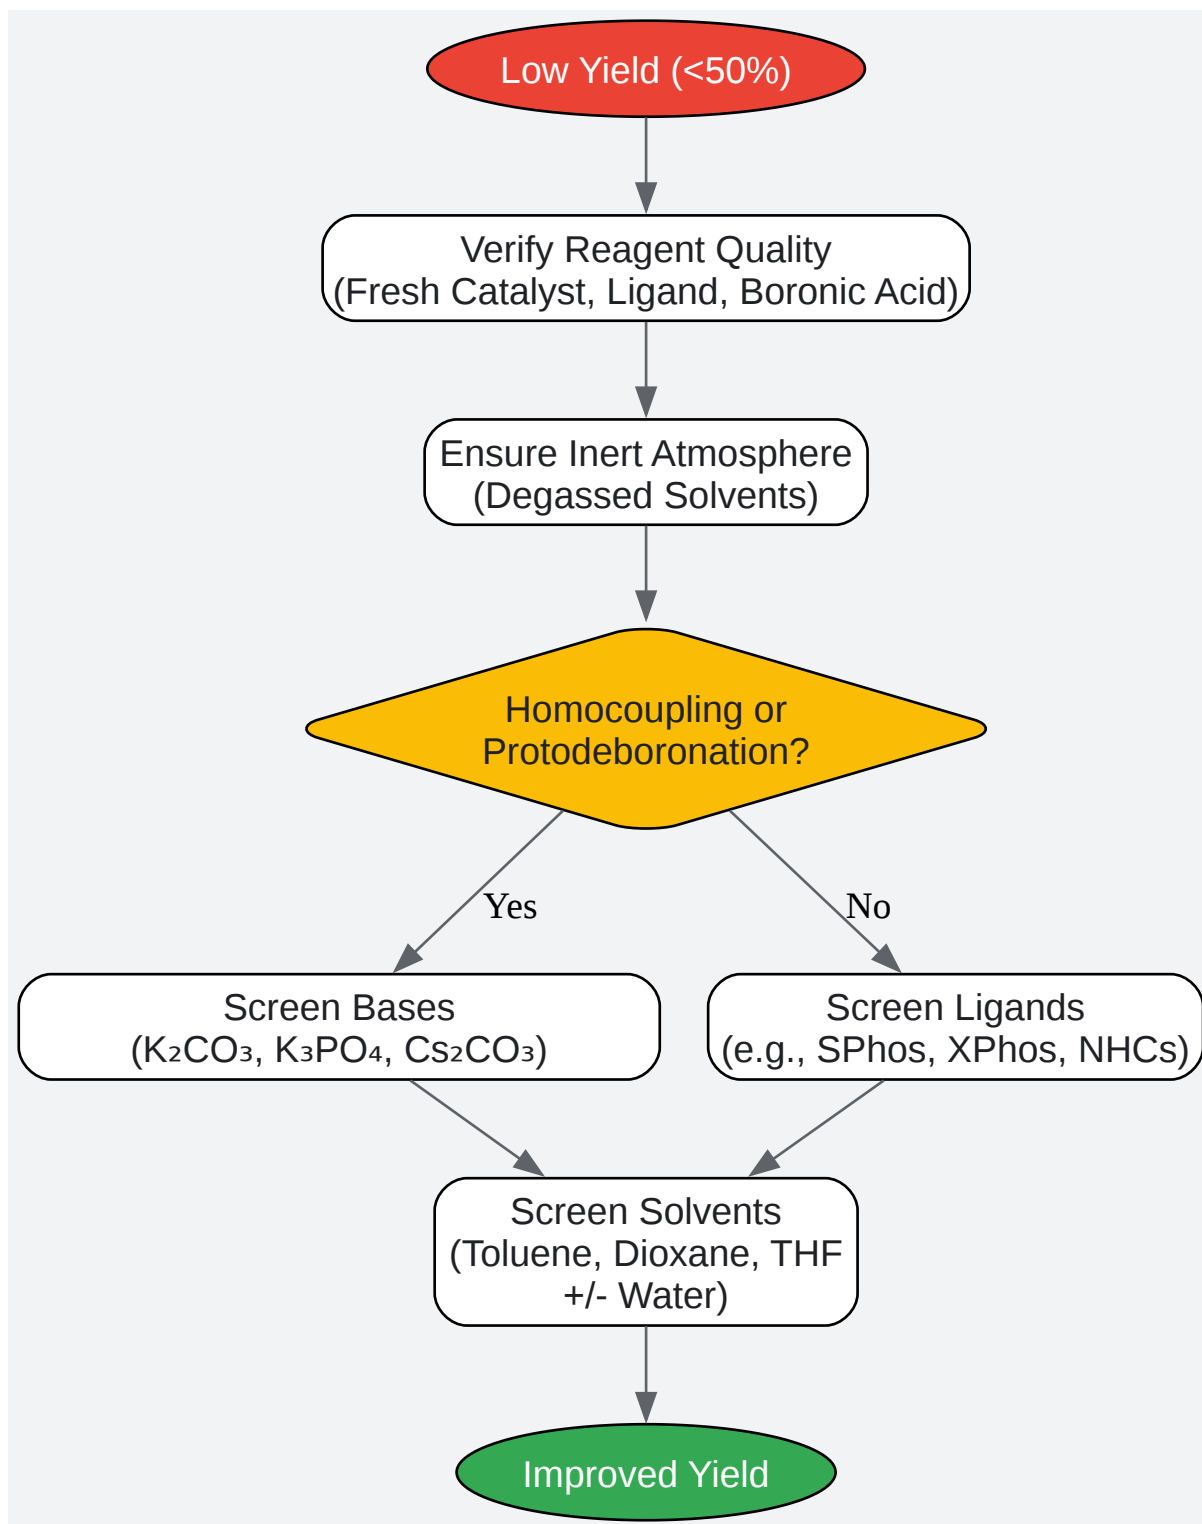 Low Yield (<50%)
Verify Reagent Quality
(Fresh Catalyst, Ligand, Boronic Acid)
Ensure Inert Atmosphere
(Degassed Solvents)
Homocoupling or
Protodeboronation?
Yes
No
Screen Bases
(K₂CO₃, K₃PO₄, Cs₂CO₃)
Screen Ligands
(e.g., SPhos, XPhos, NHCs)
Screen Solvents
(Toluene, Dioxane, THF
+/- Water)
Improved Yield